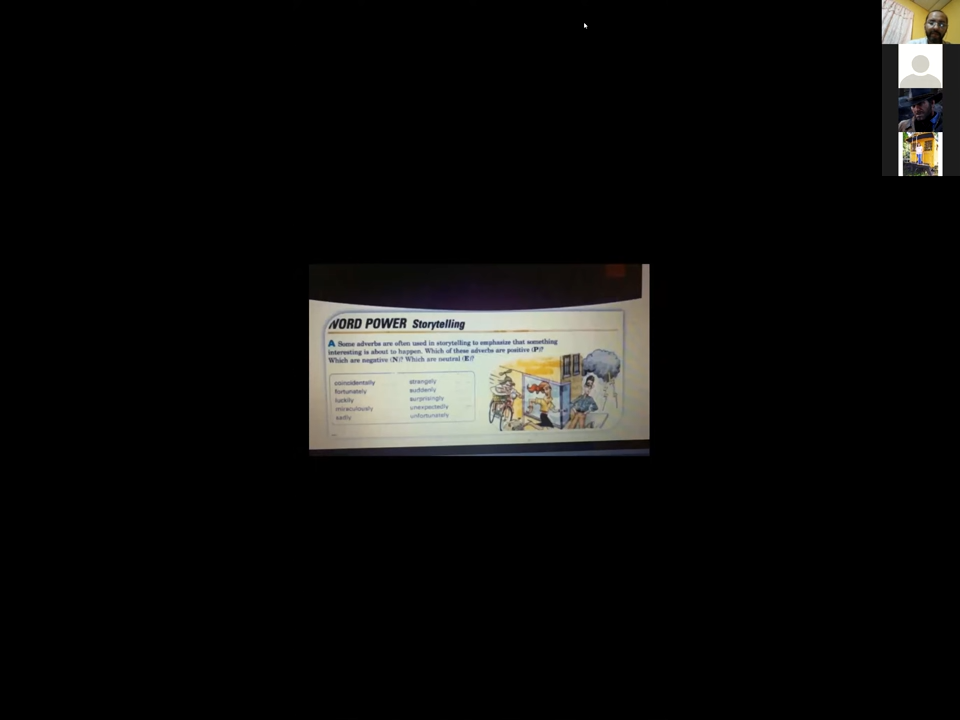 WORD POWER Storytelling
A Some adverbs are often used in storytelling to emphasize that something
interesting is about to happen. Which of these adverbs are positive (P)?
Which are negative (N)? Which are neutral (E)?
coincidentally strangely
fortunately suddenly
luckily surprisingly
miraculously unexpectedly
sadly unfortunately